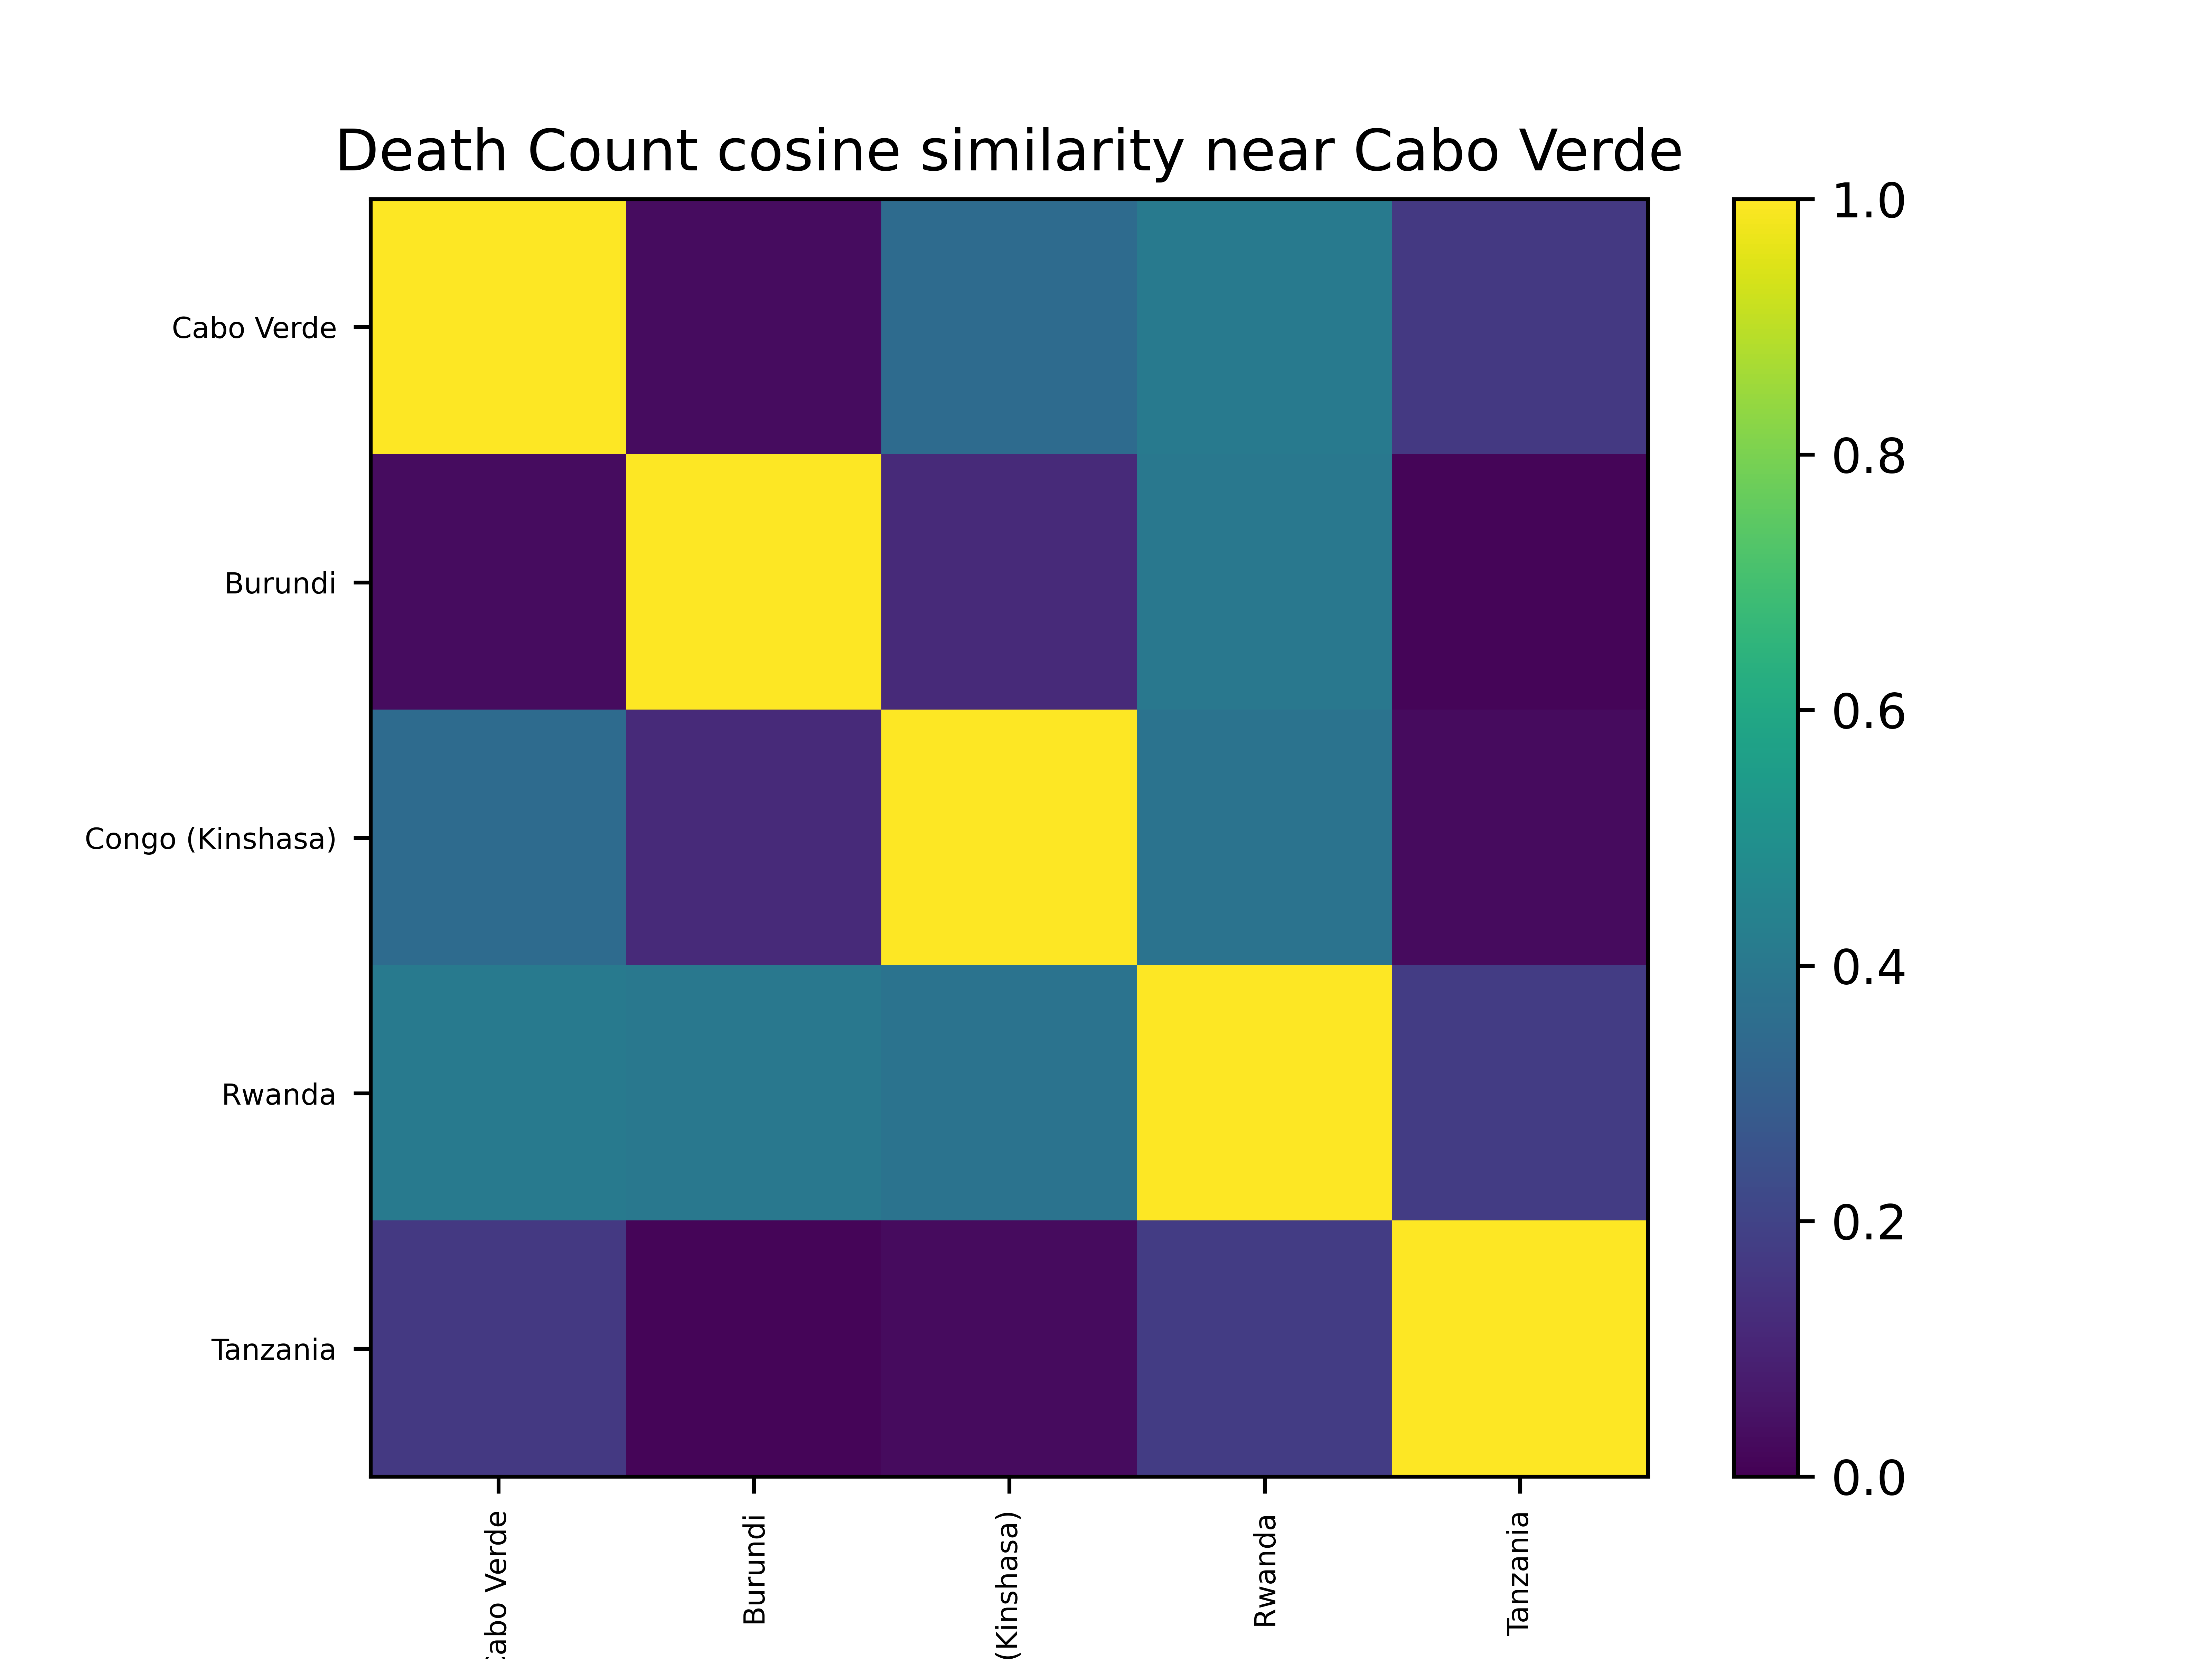 Death Count cosine similarity near Cabo Verde
Cabo Verde
Burundi
Congo (Kinshasa)
Rwanda
Tanzania
Verde
Burundi
(Kinshasa)
Rwanda
Tanzania
1.0
0.8
0.6
0.4
0.2
0.0